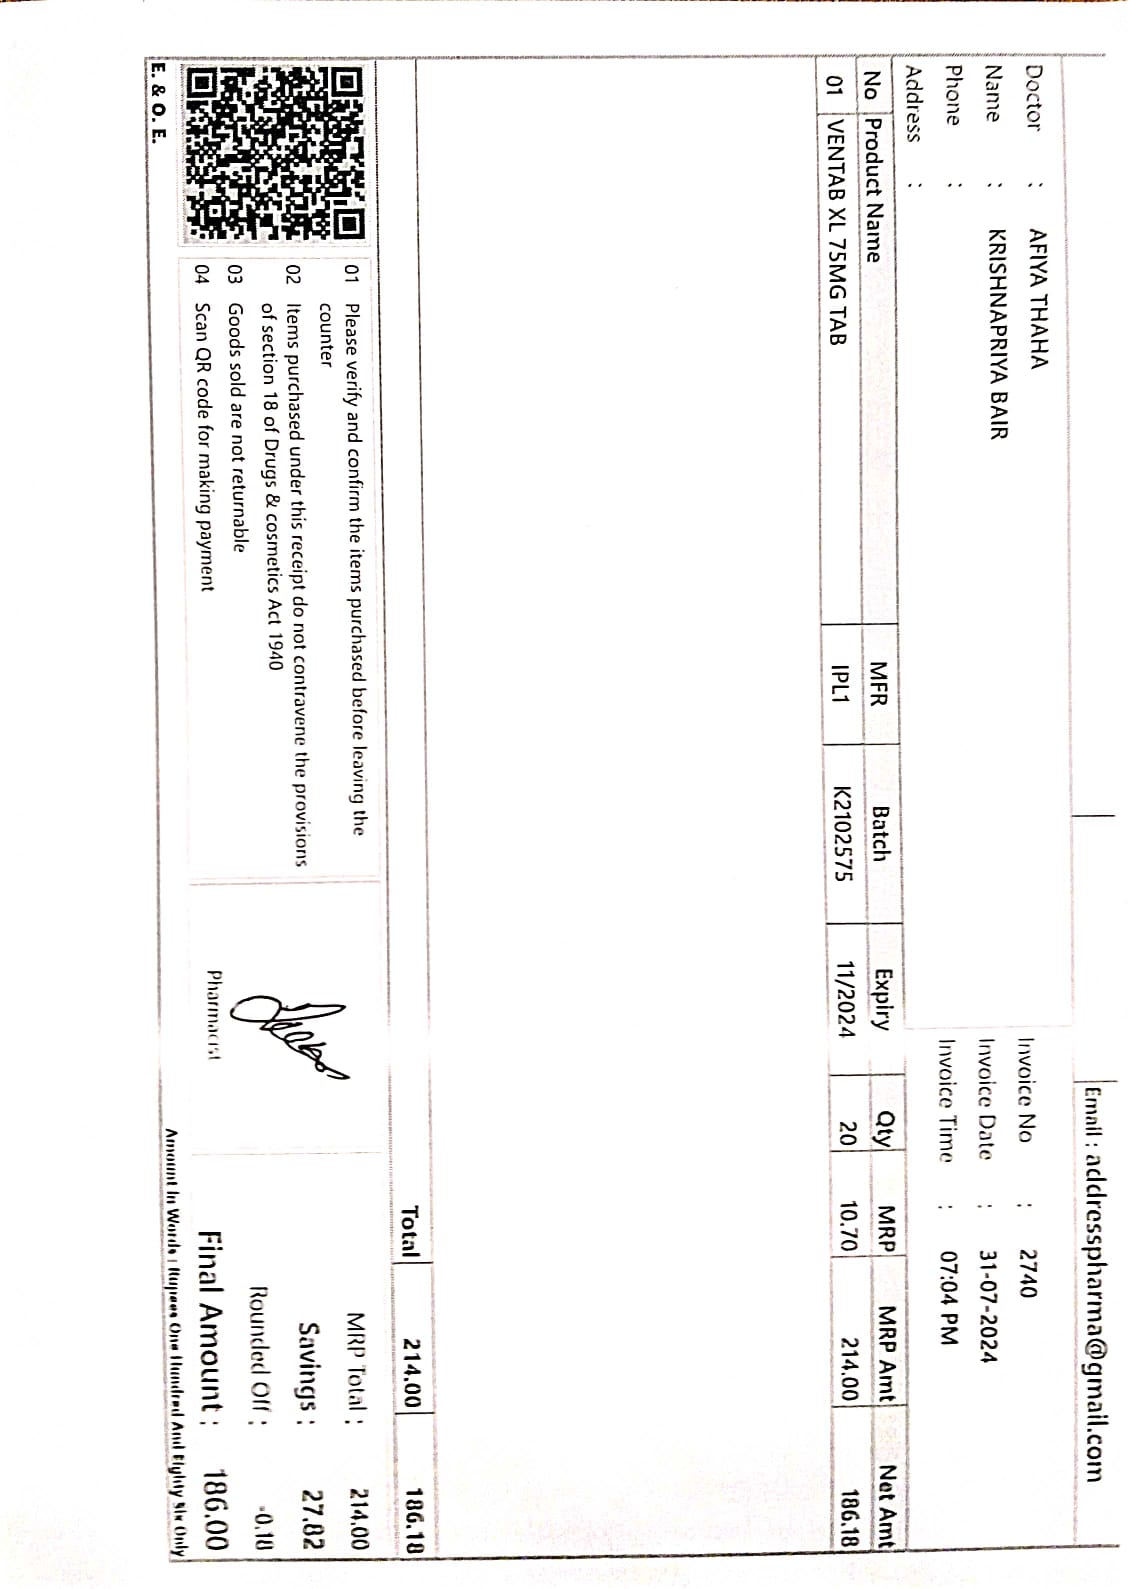 Email : addresspharma@gmail.com
Doctor : AFIYA THAHA
Name : KRISHNAPRIYA BAIR
Phone :
Address :
Invoice No : 2740
Invoice Date : 31-07-2024
Invoice Time : 07:04 PM
No Product Name MFR Batch Expiry Qty MRP MRP Amt Net Amt
01 VENTAB XL 75MG TAB IPL1 K2102575 11/2024 20 10.70 214.00 186.18
Total 214.00 186.18
01 Please verify and confirm the items purchased before leaving the
counter
02 Items purchased under this receipt do not contravene the provisions
of section 18 of Drugs & cosmetics Act 1940
03 Goods sold are not returnable
04 Scan QR code for making payment
E. & O. E.
Pharmacist
MRP Total : 214.00
Savings : 27.82
Rounded Off : -0.18
Final Amount : 186.00
Amount In Words : Rupees One Hundred And Eighty Six Only